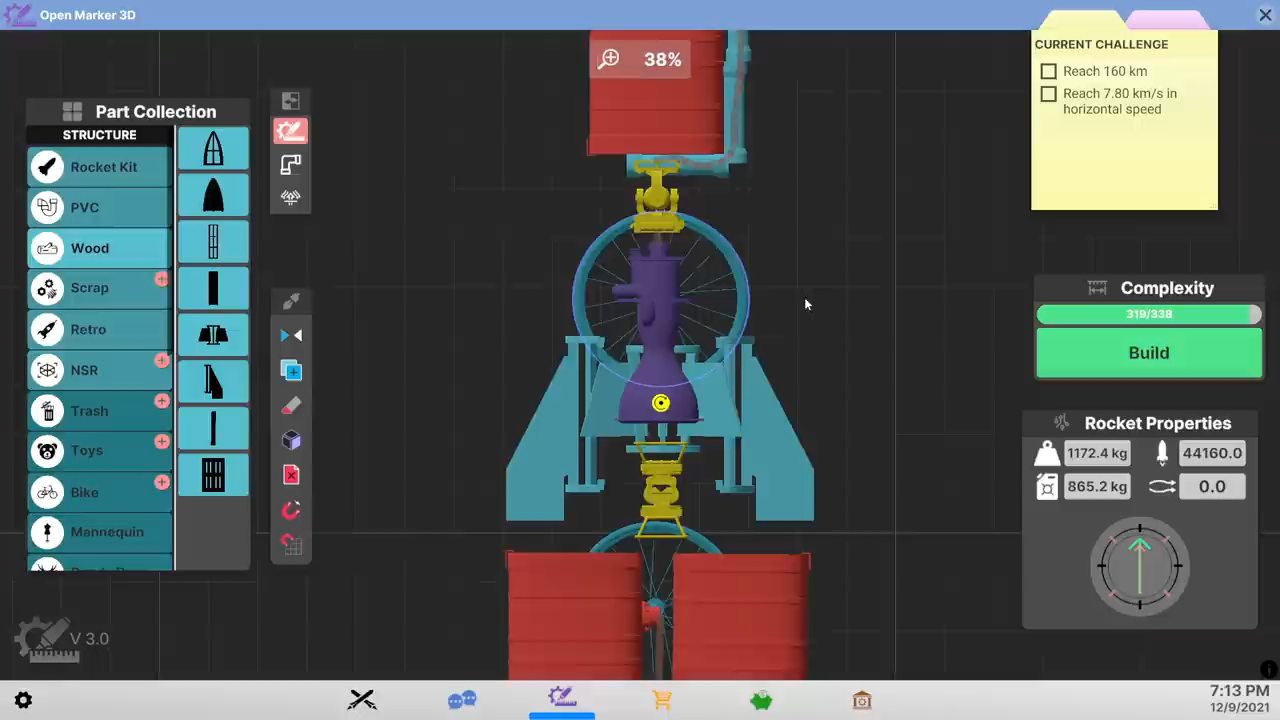 Open Marker 3D
38%
CURRENT CHALLENGE
Reach 160 km
Reach 7.80 km/s in
horizontal speed
Part Collection
STRUCTURE
Rocket Kit
PVC
Wood
Scrap
Retro
NSR
Trash
Toys
Bike
Mannequin
Complexity
319/338
Build
Rocket Properties
1172.4 kg
44160.0
865.2 kg
0.0
V 3.0
7:13 PM
12/9/2021